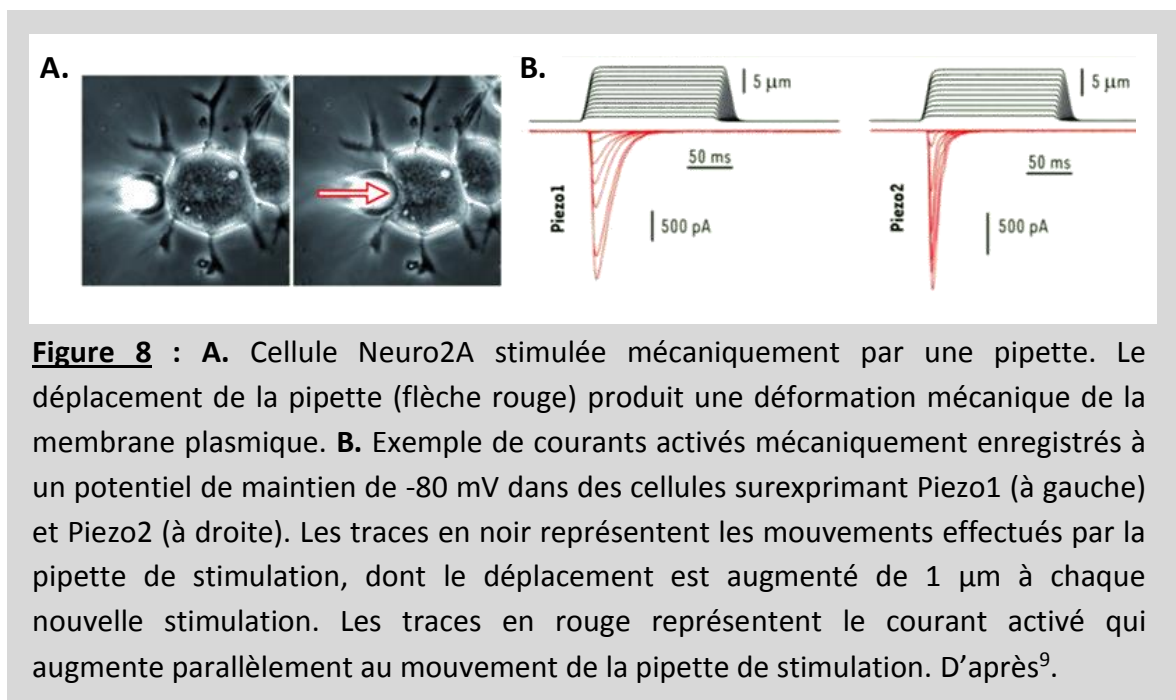 A.
B.
5 µm
5 µm
50 ms
50 ms
Piezo1
500 pA
Piezo2
500 pA
Figure 8 : A. Cellule Neuro2A stimulée mécaniquement par une pipette. Le
déplacement de la pipette (flèche rouge) produit une déformation mécanique de la
membrane plasmique. B. Exemple de courants activés mécaniquement enregistrés à
un potentiel de maintien de -80 mV dans des cellules surexprimant Piezo1 (à gauche)
et Piezo2 (à droite). Les traces en noir représentent les mouvements effectués par la
pipette de stimulation, dont le déplacement est augmenté de 1 µm à chaque
nouvelle stimulation. Les traces en rouge représentent le courant activé qui
augmente parallèlement au mouvement de la pipette de stimulation. D’après⁹.